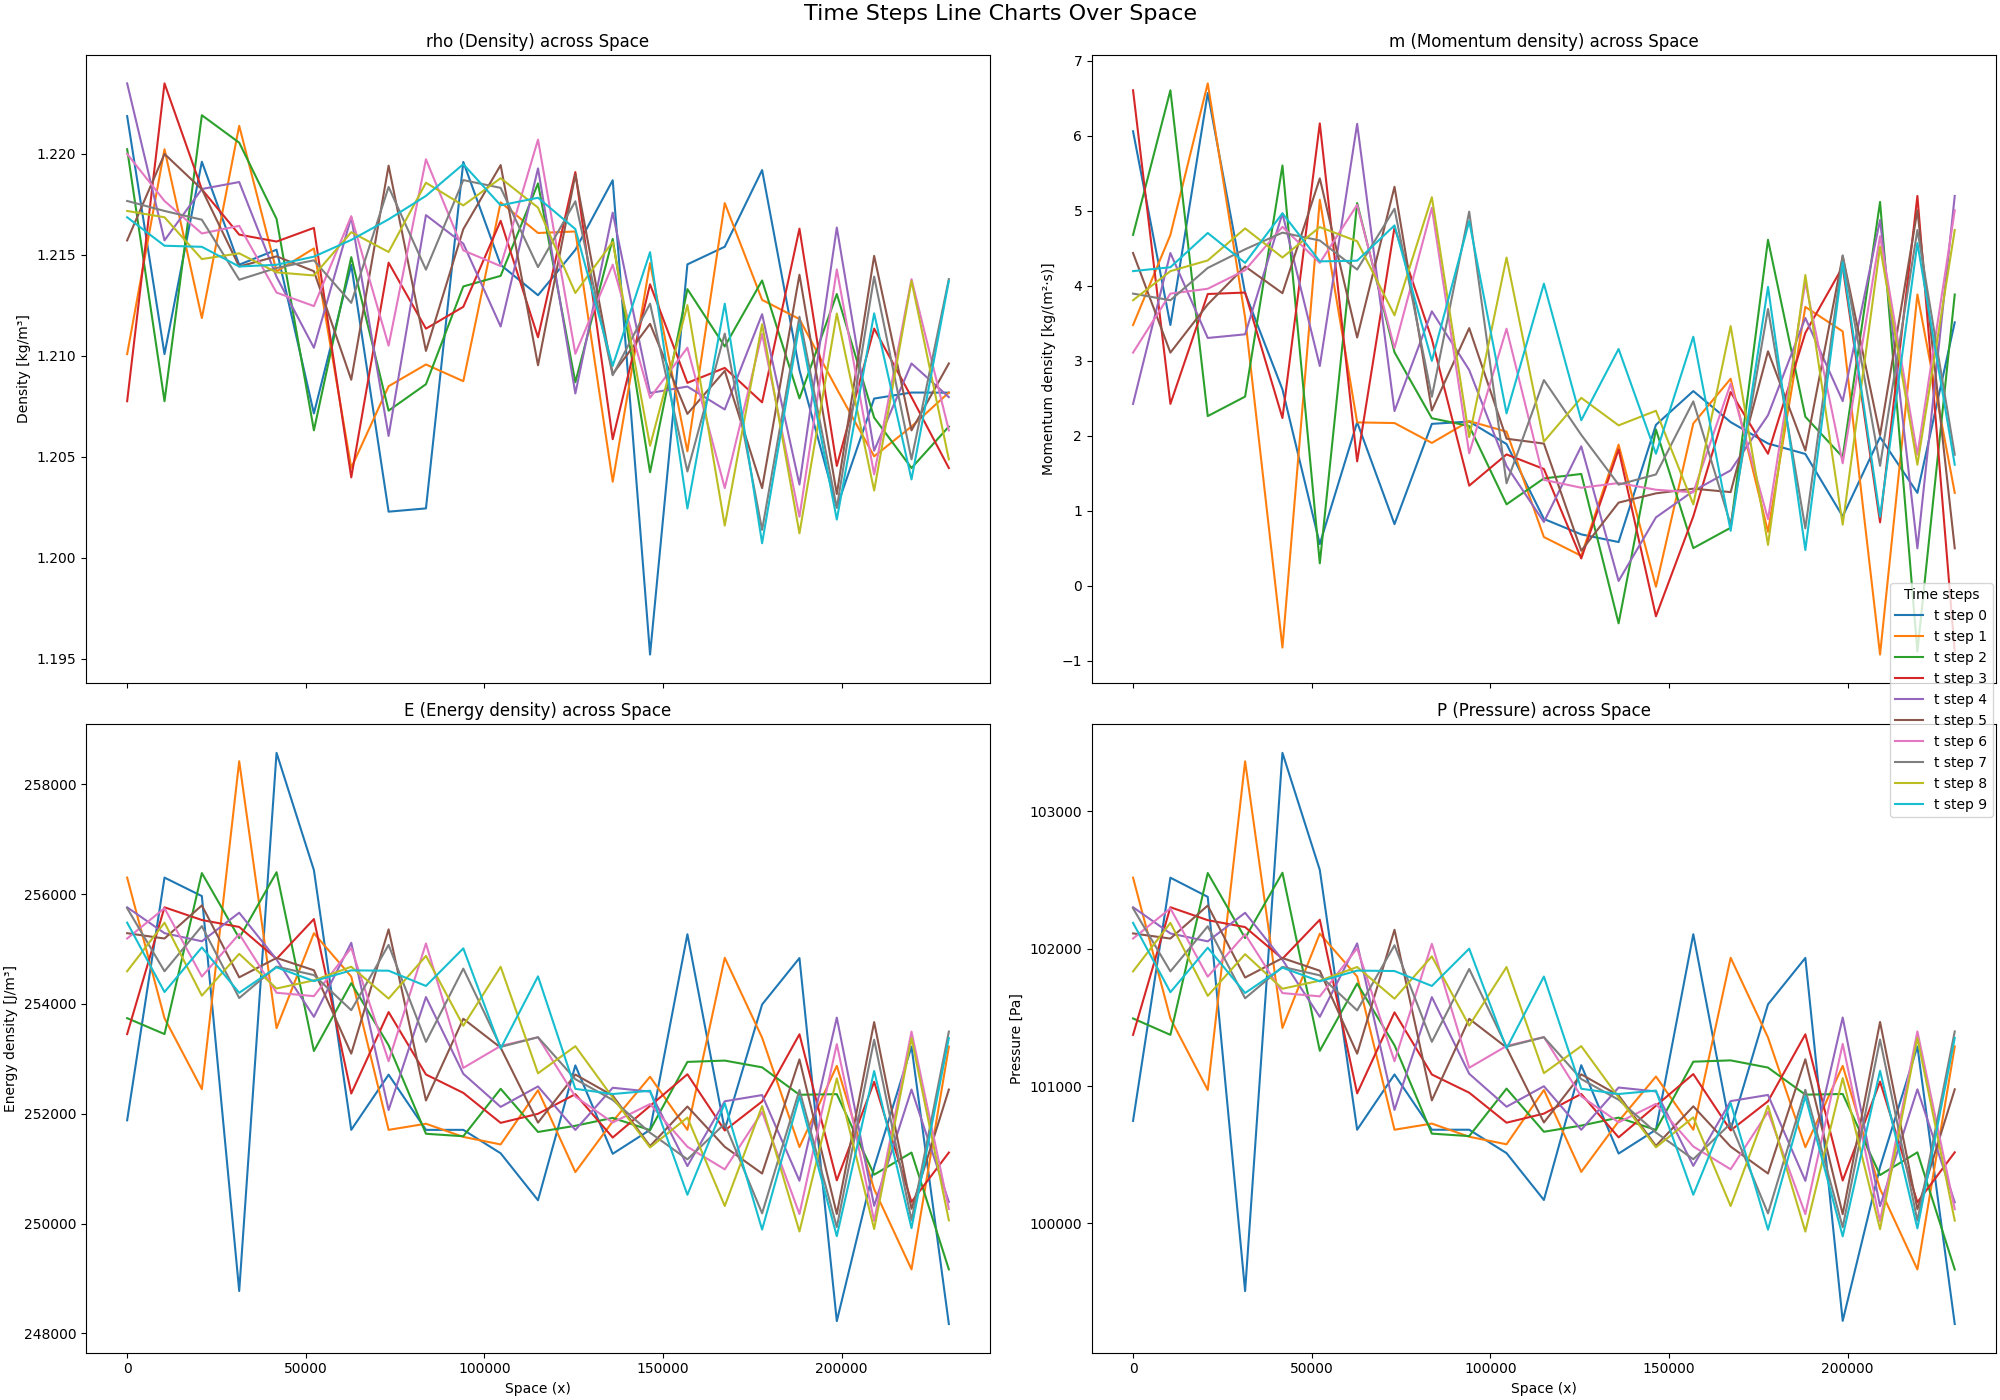 Time Steps Line Charts Over Space
rho (Density) across Space
Density [kg/m³]
1.220
1.215
1.210
1.205
1.200
1.195
m (Momentum density) across Space
Momentum density [kg/(m²·s)]
7
6
5
4
3
2
1
0
−1
Time steps
t step 0
t step 1
t step 2
t step 3
t step 4
t step 5
t step 6
t step 7
t step 8
t step 9
E (Energy density) across Space
Energy density [J/m³]
258000
256000
254000
252000
250000
248000
0 50000 100000 150000 200000
Space (x)
P (Pressure) across Space
Pressure [Pa]
103000
102000
101000
100000
0 50000 100000 150000 200000
Space (x)